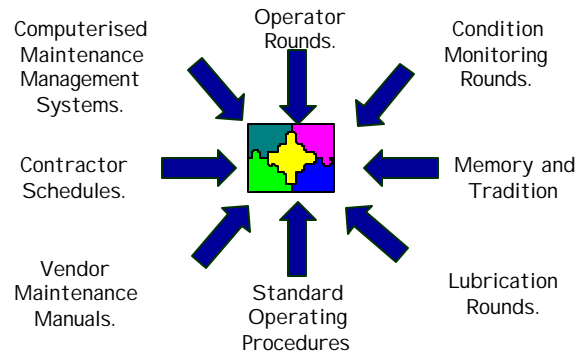 Computerised
Maintenance
Management
Systems.
Operator
Rounds.
Condition
Monitoring
Rounds.
Contractor
Schedules.
Memory and
Tradition
Vendor
Maintenance
Manuals.
Standard
Operating
Procedures
Lubrication
Rounds.